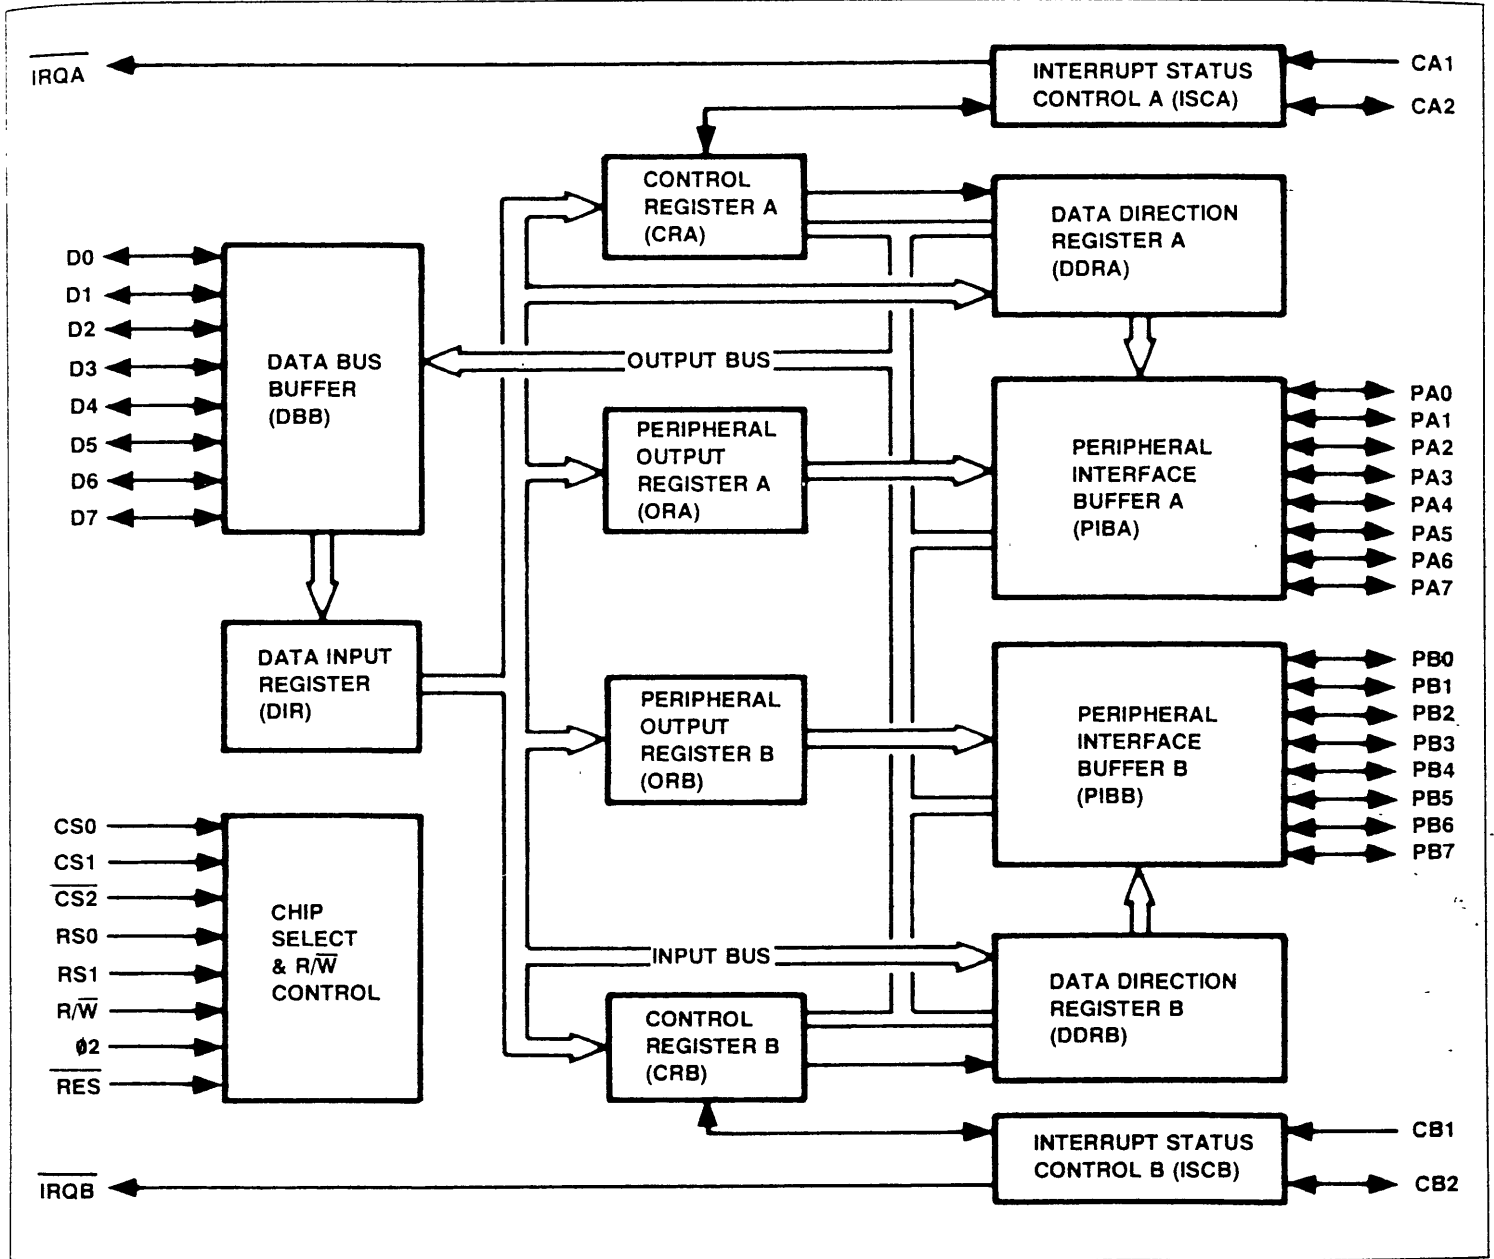 IRQA
INTERRUPT STATUS
CONTROL A (ISCA)
CA1
CA2
CONTROL
REGISTER A
(CRA)
DATA DIRECTION
REGISTER A
(DDRA)
D0
D1
D2
D3
D4
D5
D6
D7
DATA BUS
BUFFER
(DBB)
OUTPUT BUS
PERIPHERAL
OUTPUT
REGISTER A
(ORA)
PERIPHERAL
INTERFACE
BUFFER A
(PIBA)
PA0
PA1
PA2
PA3
PA4
PA5
PA6
PA7
DATA INPUT
REGISTER
(DIR)
PERIPHERAL
OUTPUT
REGISTER B
(ORB)
PERIPHERAL
INTERFACE
BUFFER B
(PIBB)
PB0
PB1
PB2
PB3
PB4
PB5
PB6
PB7
CS0
CS1
CS2
RS0
RS1
R/W
φ2
RES
CHIP
SELECT
& R/W
CONTROL
INPUT BUS
CONTROL
REGISTER B
(CRB)
DATA DIRECTION
REGISTER B
(DDRB)
INTERRUPT STATUS
CONTROL B (ISCB)
CB1
CB2
IRQB